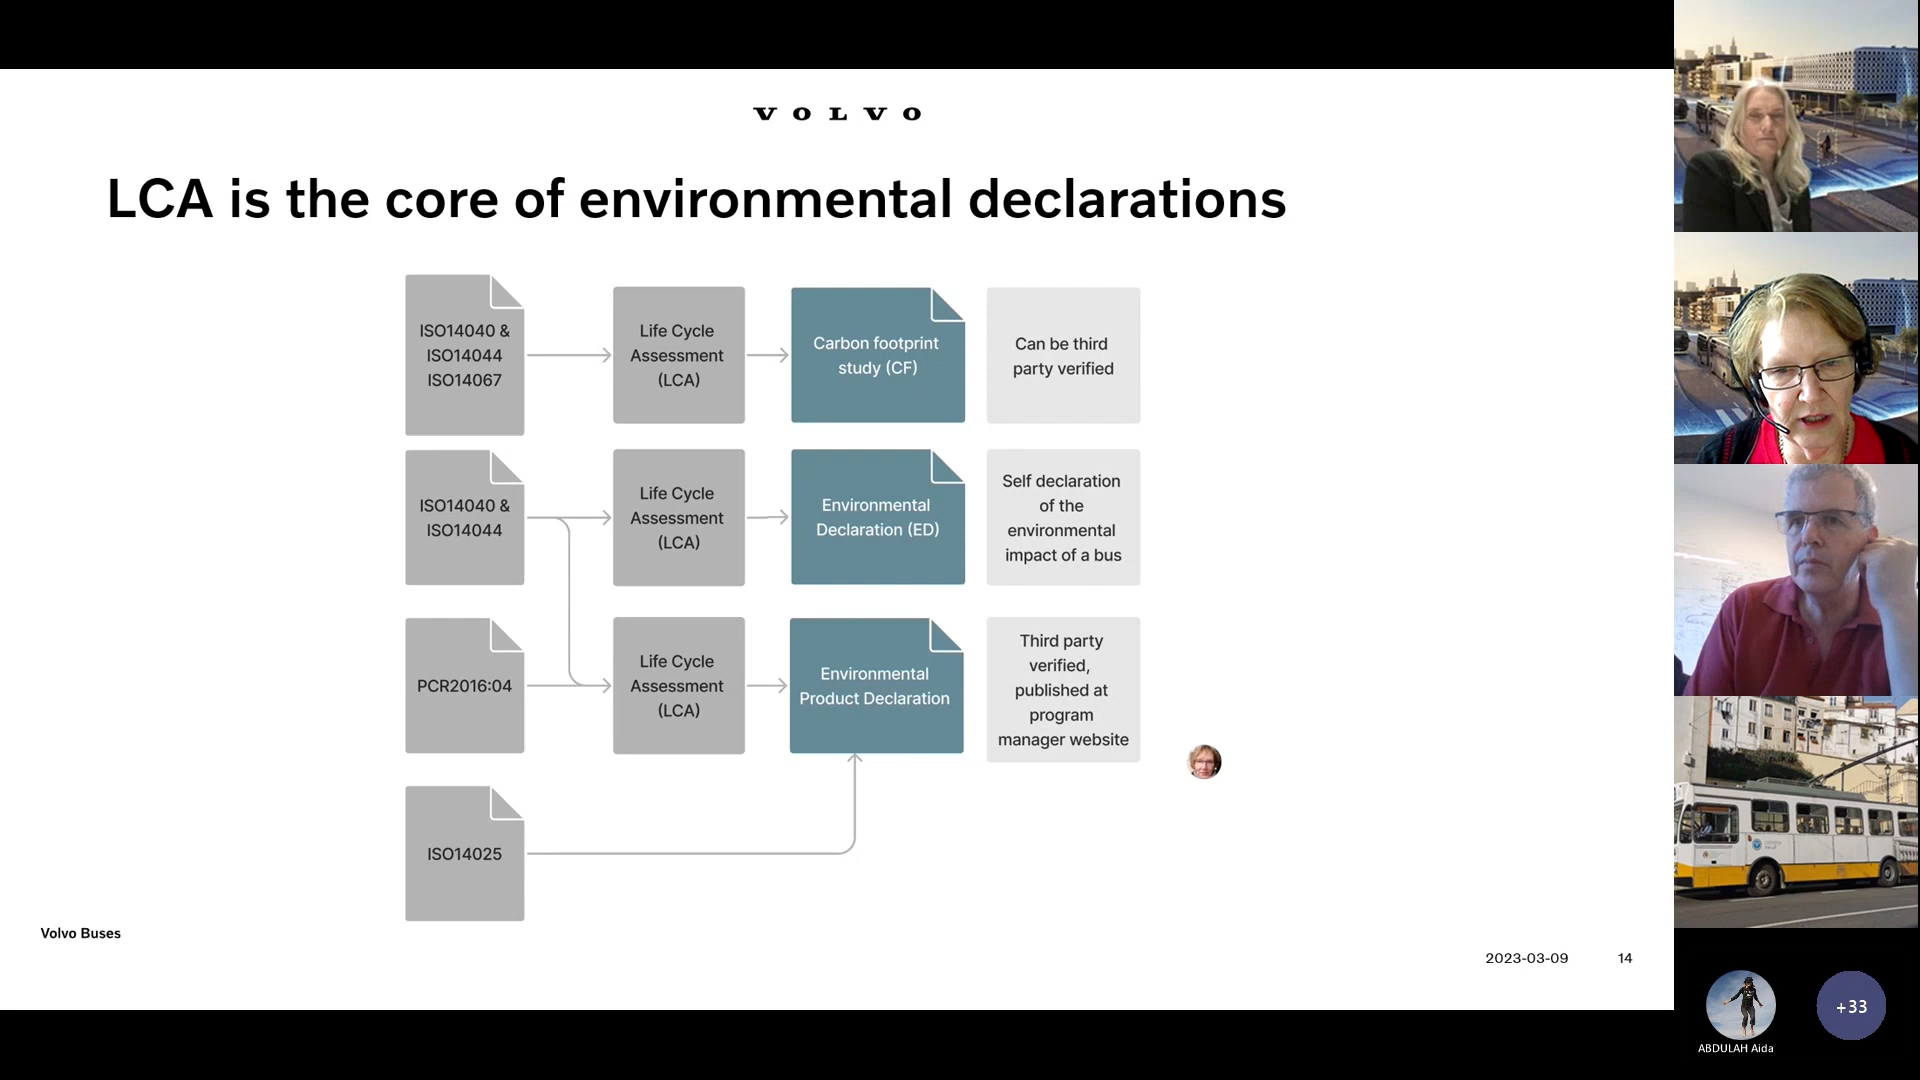 VOLVO
LCA is the core of environmental declarations
ISO14040 &
ISO14044
ISO14067
Life Cycle
Assessment
(LCA)
Carbon footprint
study (CF)
Can be third
party verified
ISO14040 &
ISO14044
Life Cycle
Assessment
(LCA)
Environmental
Declaration (ED)
Self declaration
of the
environmental
impact of a bus
PCR2016:04
Life Cycle
Assessment
(LCA)
Environmental
Product Declaration
Third party
verified,
published at
program
manager website
ISO14025
Volvo Buses
2023-03-09
14
+33
ABDULAH Aida